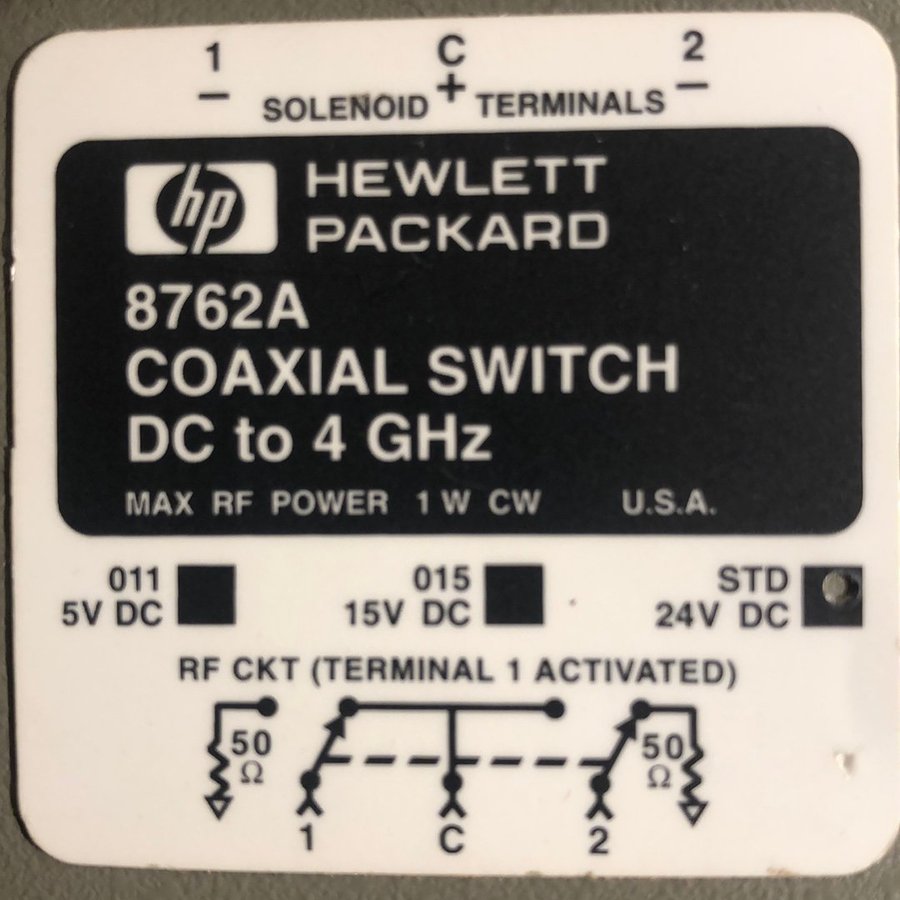 1 C 2
− SOLENOID + TERMINALS −
hp HEWLETT
PACKARD
8762A
COAXIAL SWITCH
DC to 4 GHz
MAX RF POWER 1 W CW U.S.A.
011 015 STD
5V DC 15V DC 24V DC
RF CKT (TERMINAL 1 ACTIVATED)
50 50
Ω Ω
1 C 2